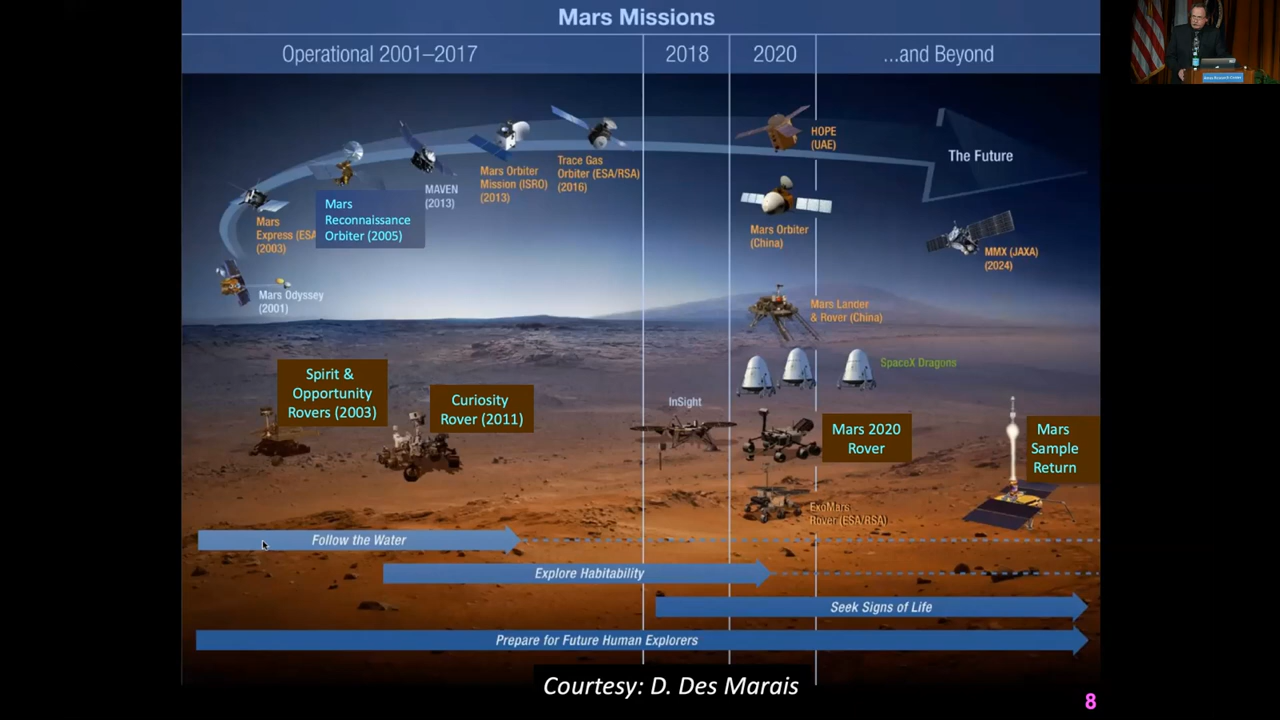 Mars Missions
Operational 2001–2017
2018
2020
...and Beyond
HOPE
(UAE)
The Future
Mars Orbiter
Mission (ISRO)
(2013)
Trace Gas
Orbiter (ESA/RSA)
(2016)
MAVEN
(2013)
Mars
Reconnaissance
Orbiter (2005)
Mars
Express (ESA
(2003)
Mars Orbiter
(China)
MMX (JAXA)
(2024)
Mars Odyssey
(2001)
Mars Lander
& Rover (China)
SpaceX Dragons
Spirit &
Opportunity
Rovers (2003)
Curiosity
Rover (2011)
InSight
Mars 2020
Rover
Mars
Sample
Return
ExoMars
Rover (ESA/RSA)
Follow the Water
Explore Habitability
Seek Signs of Life
Prepare for Future Human Explorers
Courtesy: D. Des Marais
8